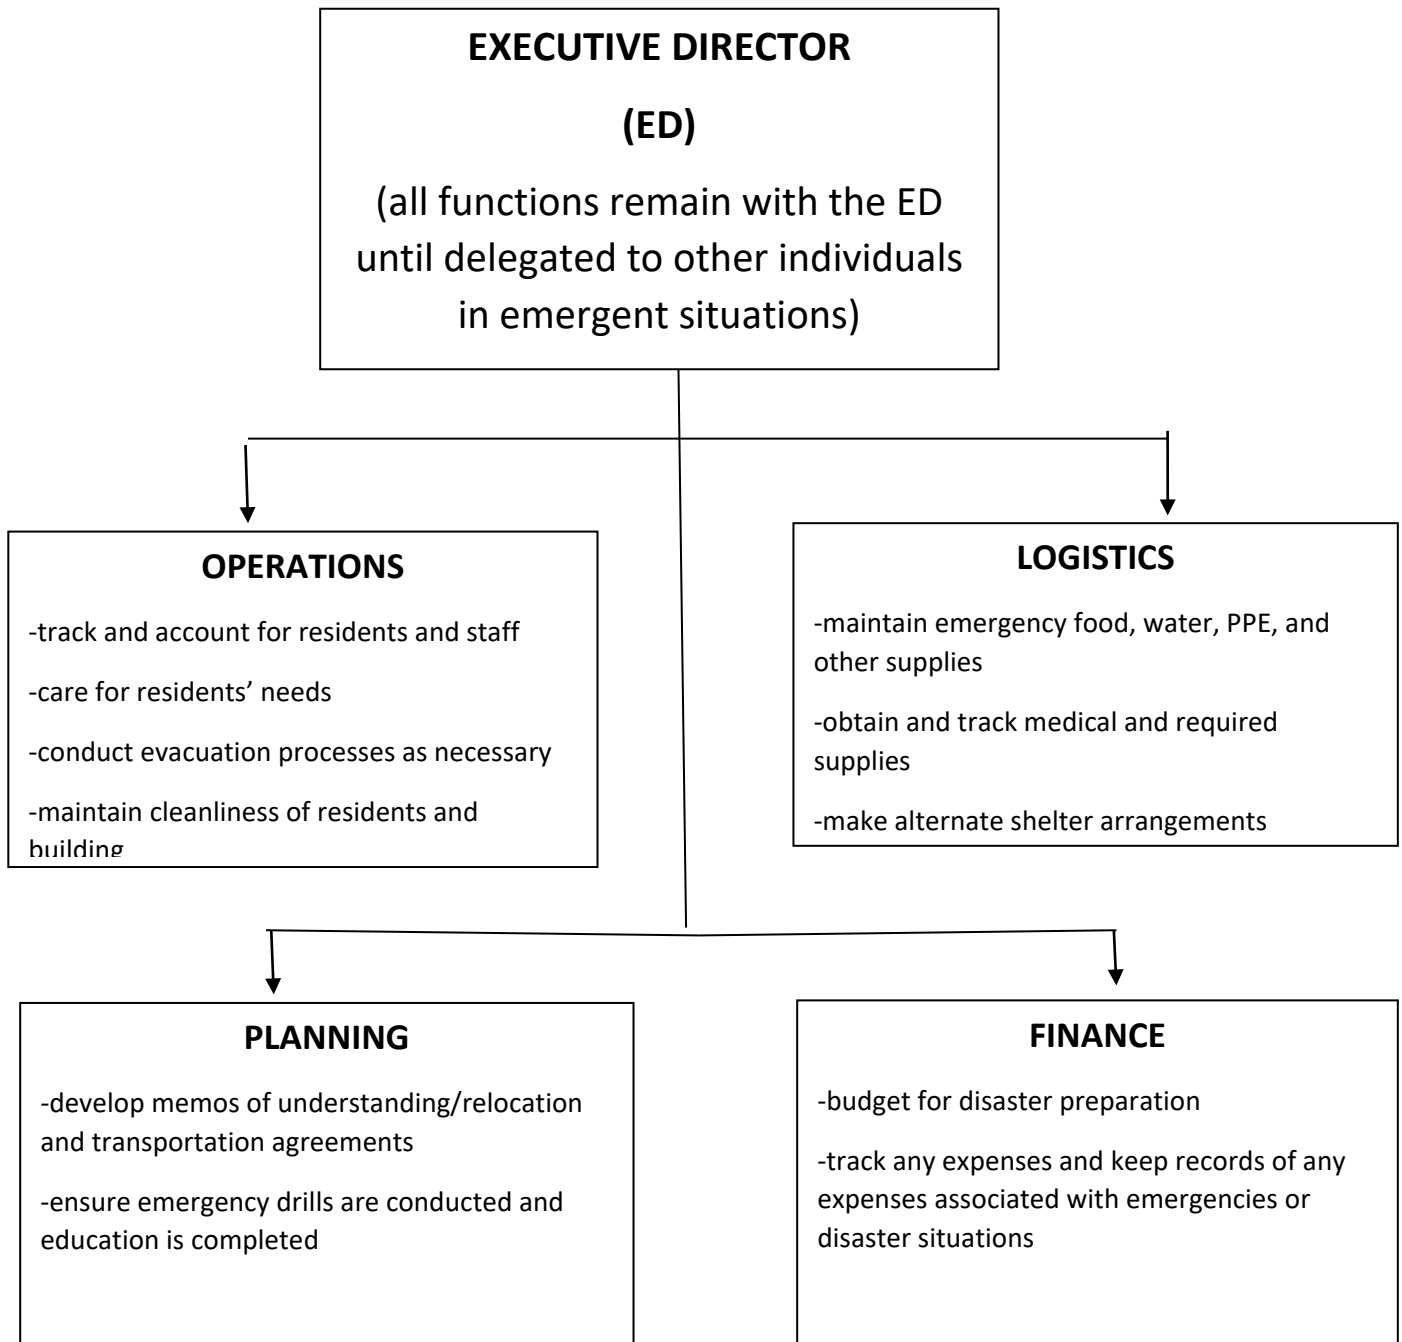 EXECUTIVE DIRECTOR
(ED)
(all functions remain with the ED
until delegated to other individuals
in emergent situations)
OPERATIONS
-track and account for residents and staff
-care for residents’ needs
-conduct evacuation processes as necessary
-maintain cleanliness of residents and
building
LOGISTICS
-maintain emergency food, water, PPE, and
other supplies
-obtain and track medical and required
supplies
-make alternate shelter arrangements
PLANNING
-develop memos of understanding/relocation
and transportation agreements
-ensure emergency drills are conducted and
education is completed
FINANCE
-budget for disaster preparation
-track any expenses and keep records of any
expenses associated with emergencies or
disaster situations